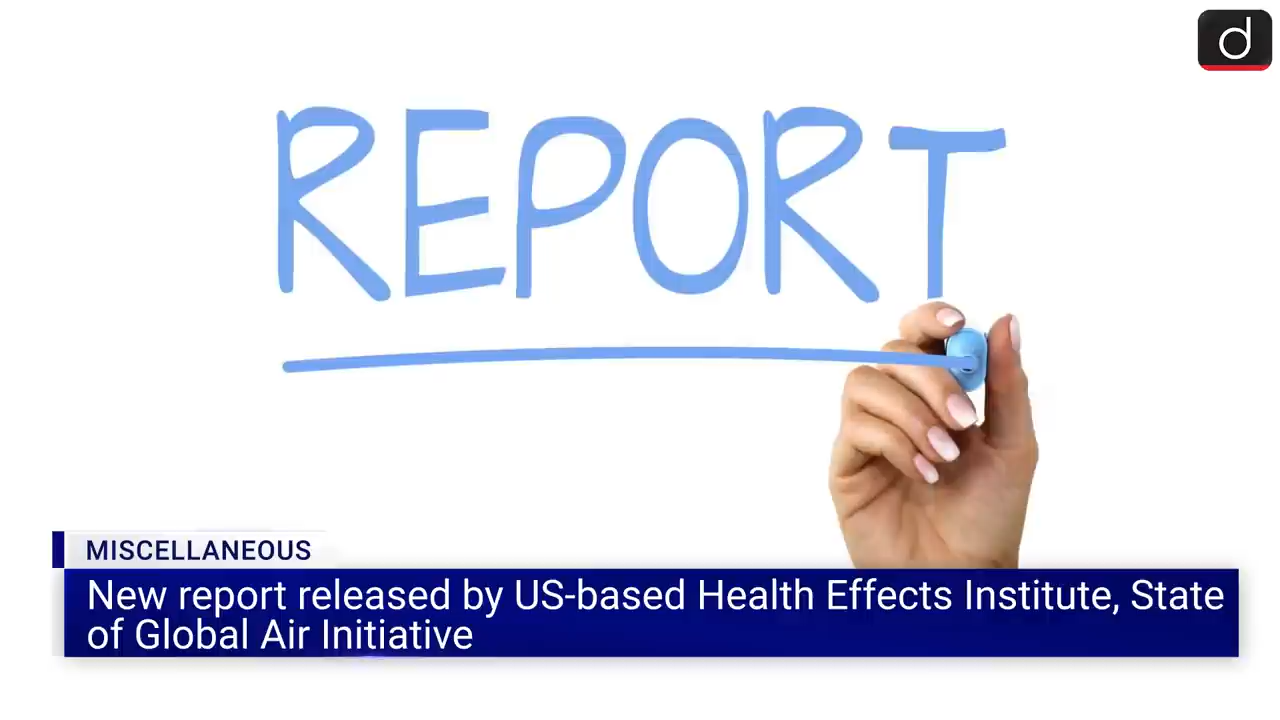 d
REPORT
MISCELLANEOUS
New report released by US-based Health Effects Institute, State
of Global Air Initiative